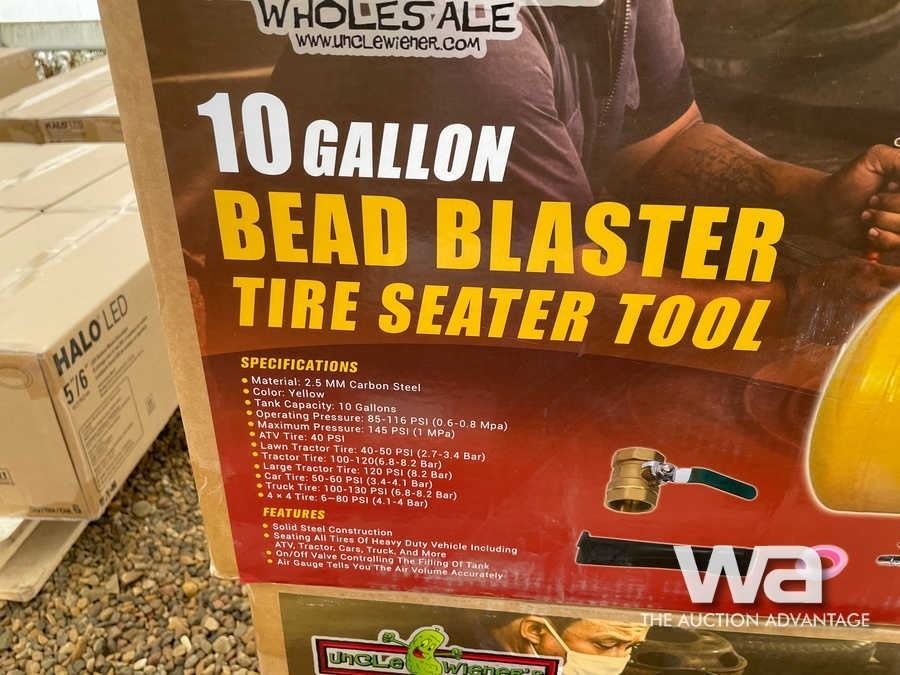 WHOLESALE
WWW.UNCLEWIENER.COM
10 GALLON
BEAD BLASTER
TIRE SEATER TOOL
SPECIFICATIONS
• Material: 2.5 MM Carbon Steel
• Color: Yellow
• Tank Capacity: 10 Gallons
• Operating Pressure: 85-116 PSI (0.6-0.8 Mpa)
• Maximum Pressure: 145 PSI (1 MPa)
• ATV Tire: 40 PSI
• Lawn Tractor Tire: 40-50 PSI (2.7-3.4 Bar)
• Tractor Tire: 100-120(6.8-8.2 Bar)
• Large Tractor Tire: 120 PSI (8.2 Bar)
• Car Tire: 50-60 PSI (3.4-4.1 Bar)
• Truck Tire: 100-130 PSI (6.8-8.2 Bar)
• 4 × 4 Tire: 6—80 PSI (4.1-4 Bar)
FEATURES
• Solid Steel Construction
• Seating All Tires Of Heavy Duty Vehicle Including
ATV, Tractor, Cars, Truck, And More
• On/Off Valve Controlling The Filling Of Tank
• Air Gauge Tells You The Air Volume Accurately
HALO LED
HALO LED
5'/6'
UNCLE WIENER'S
wa
THE AUCTION ADVANTAGE